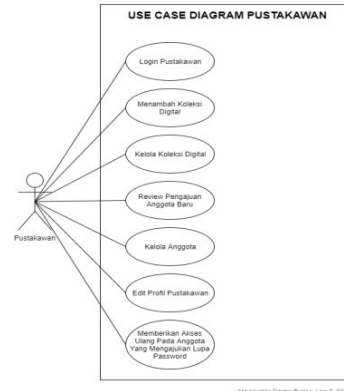 USE CASE DIAGRAM PUSTAKAWAN
Login Pustakawan
Menambah Koleksi
Digital
Kelola Koleksi Digital
Review Pengajuan
Anggota Baru
Pustakawan
Kelola Anggota
Edit Profil Pustakawan
Memberikan Akses
Ulang Pada Anggota
Yang Mengajukan Lupa
Password